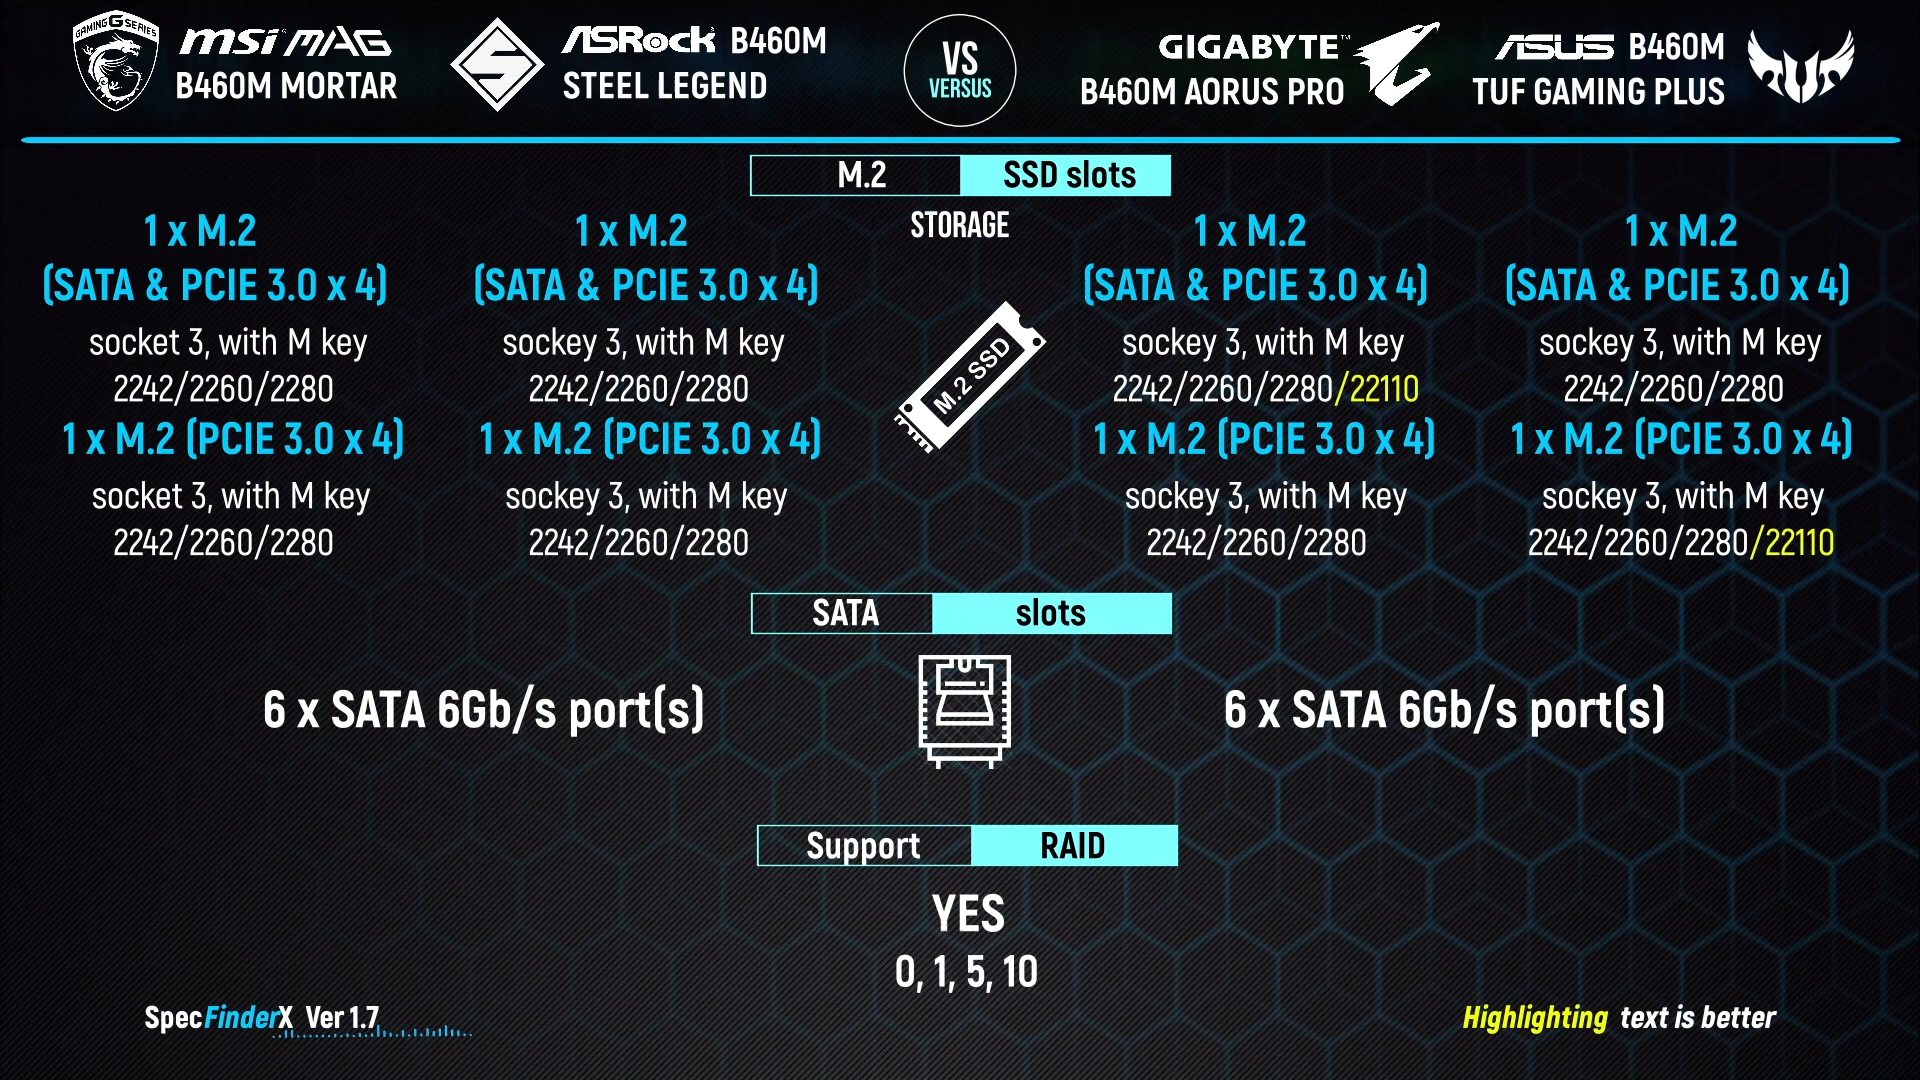 GAMING G SERIES
msi MAG
B460M MORTAR
ASRock B460M
STEEL LEGEND
VS
VERSUS
GIGABYTE™
B460M AORUS PRO
ASUS B460M
TUF GAMING PLUS
M.2 SSD slots
STORAGE
1 x M.2
(SATA & PCIE 3.0 x 4)
socket 3, with M key
2242/2260/2280
1 x M.2 (PCIE 3.0 x 4)
socket 3, with M key
2242/2260/2280
1 x M.2
(SATA & PCIE 3.0 x 4)
sockey 3, with M key
2242/2260/2280
1 x M.2 (PCIE 3.0 x 4)
sockey 3, with M key
2242/2260/2280
M.2 SSD
1 x M.2
(SATA & PCIE 3.0 x 4)
sockey 3, with M key
2242/2260/2280/22110
1 x M.2 (PCIE 3.0 x 4)
sockey 3, with M key
2242/2260/2280
1 x M.2
(SATA & PCIE 3.0 x 4)
sockey 3, with M key
2242/2260/2280
1 x M.2 (PCIE 3.0 x 4)
sockey 3, with M key
2242/2260/2280/22110
SATA slots
6 x SATA 6Gb/s port(s)
6 x SATA 6Gb/s port(s)
Support RAID
YES
0, 1, 5, 10
SpecFinderX Ver 1.7
Highlighting text is better